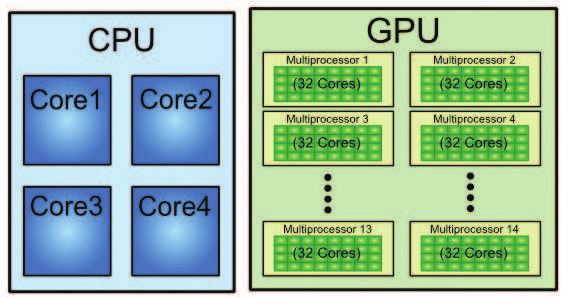 CPU
Core1
Core2
Core3
Core4
GPU
Multiprocessor 1
(32 Cores)
Multiprocessor 2
(32 Cores)
Multiprocessor 3
(32 Cores)
Multiprocessor 4
(32 Cores)
Multiprocessor 13
(32 Cores)
Multiprocessor 14
(32 Cores)